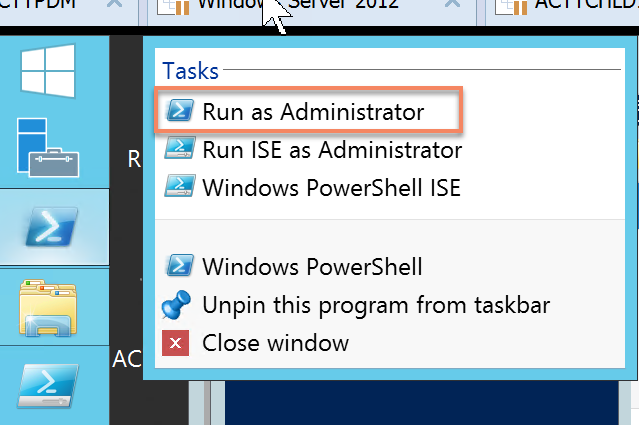 Windows Server 2012
Tasks
Run as Administrator
Run ISE as Administrator
Windows PowerShell ISE
Windows PowerShell
Unpin this program from taskbar
Close window
R
AC